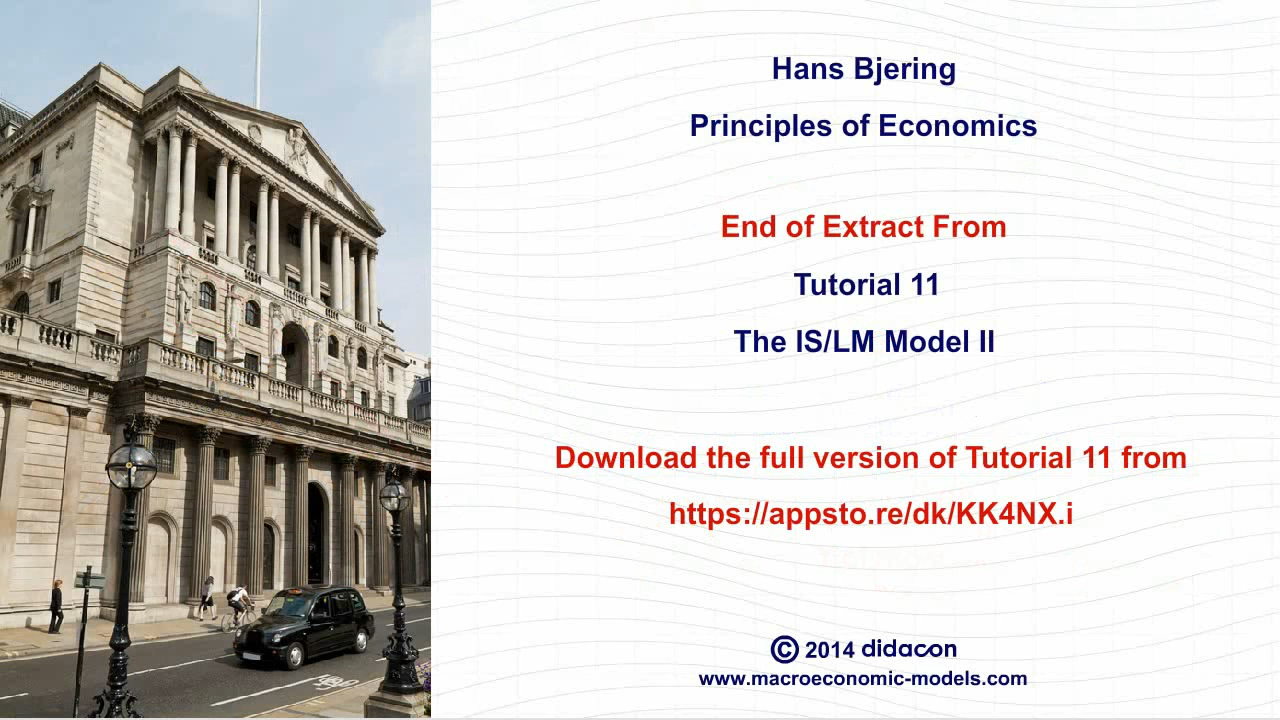 Hans Bjering
Principles of Economics
End of Extract From
Tutorial 11
The IS/LM Model II
Download the full version of Tutorial 11 from
https://appsto.re/dk/KK4NX.i
© 2014 didacon
www.macroeconomic-models.com